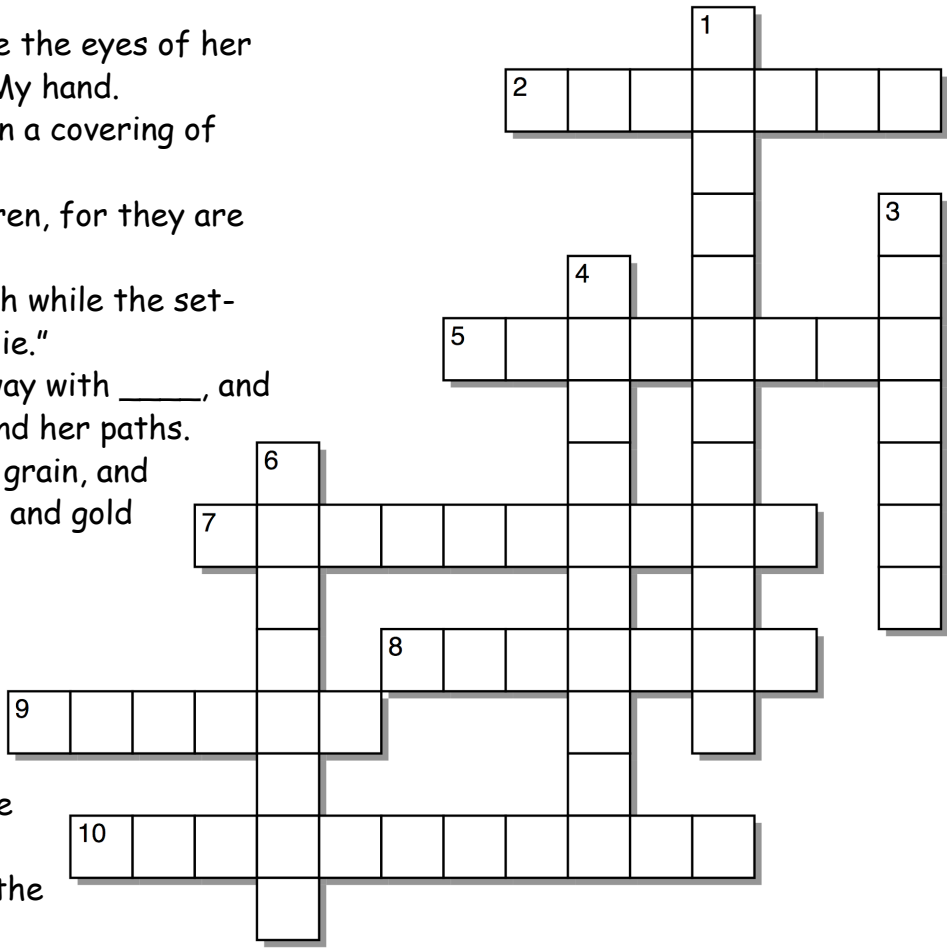 e the eyes of her
My hand.
n a covering of
ren, for they are
h while the set-
ie.”
way with ____, and
nd her paths.
grain, and
and gold
e
the
1
2
3
4
5
6
7
8
9
10